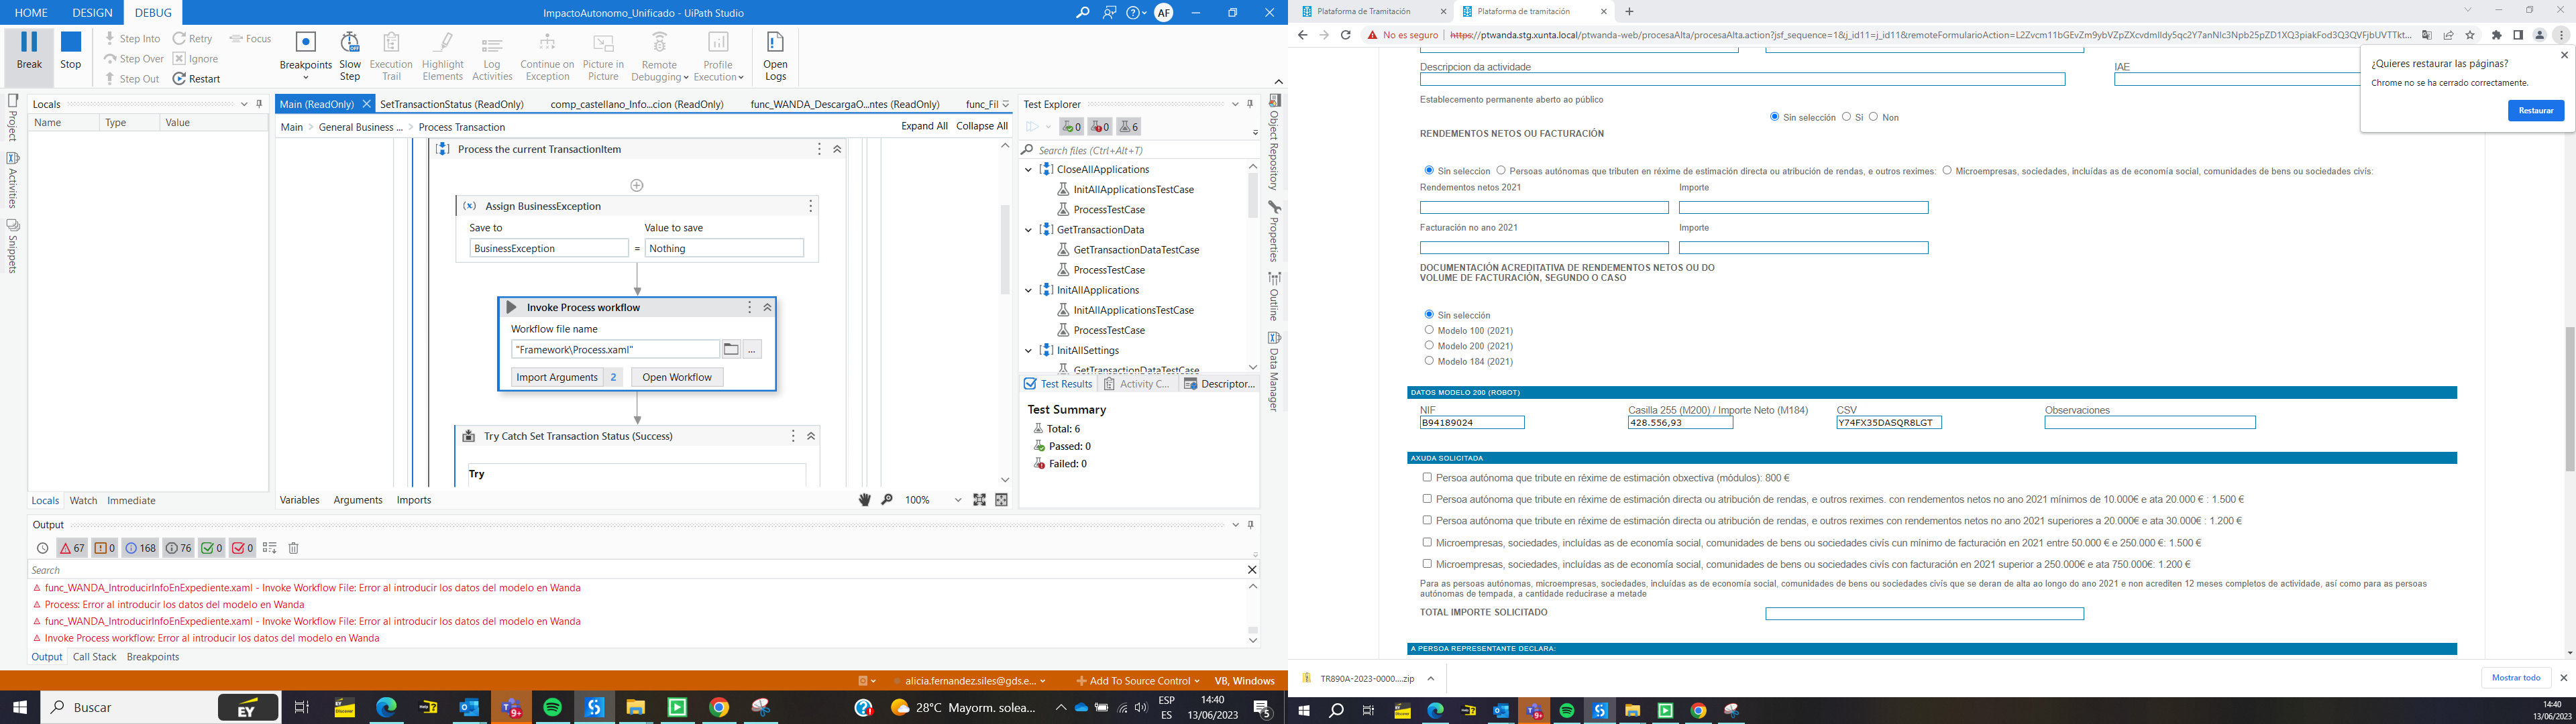 HOME DESIGN DEBUG
ImpactoAutonomo_Unificado - UiPath Studio
AF
Break
Stop
Step Into
Step Over
Step Out
Retry
Ignore
Restart
Focus
Breakpoints
Slow Step
Execution Trail
Highlight Elements
Log Activities
Continue on Exception
Picture in Picture
Remote Debugging
Profile Execution
Open Logs
Project
Activities
Snippets
Locals
Name Type Value
Locals Watch Immediate
Main (ReadOnly)
SetTransactionStatus (ReadOnly)
comp_castellano_Info...cion (ReadOnly)
func_WANDA_DescargaO...ntes (ReadOnly)
func_Fil
Main > General Business ... > Process Transaction
Expand All Collapse All
Process the current TransactionItem
Assign BusinessException
Save to Value to save
BusinessException = Nothing
Invoke Process workflow
Workflow file name
"Framework\Process.xaml"
...
Import Arguments 2 Open Workflow
Try Catch Set Transaction Status (Success)
Try
Variables Arguments Imports
100%
Test Explorer
0 0 6
Search files (Ctrl+Alt+T)
CloseAllApplications
InitAllApplicationsTestCase
ProcessTestCase
GetTransactionData
GetTransactionDataTestCase
ProcessTestCase
InitAllApplications
InitAllApplicationsTestCase
ProcessTestCase
InitAllSettings
GetTransactionDataTestCase
Test Results Activity C... Descriptor...
Test Summary
Total: 6
Passed: 0
Failed: 0
Object Repository
Properties
Outline
Data Manager
Output
67 0 168 76 0 0
Search
func_WANDA_IntroducirInfoEnExpediente.xaml - Invoke Workflow File: Error al introducir los datos del modelo en Wanda
Process: Error al introducir los datos del modelo en Wanda
func_WANDA_IntroducirInfoEnExpediente.xaml - Invoke Workflow File: Error al introducir los datos del modelo en Wanda
Invoke Process workflow: Error al introducir los datos del modelo en Wanda
Output Call Stack Breakpoints
alicia.fernandez.siles@gds.e...
Add To Source Control
VB, Windows
Buscar
EY
28°C Mayorm. solea...
ESP
ES
14:40
13/06/2023
5
Plataforma de Tramitación
Plataforma de tramitación
No es seguro
https://ptwanda.stg.xunta.local/ptwanda-web/procesaAlta/procesaAlta.action?jsf_sequence=1&j_id11=j_id11&remoteFormularioAction=
¿Quieres restaurar las páginas?
Chrome no se ha cerrado correctamente.
Restaurar
Descripcion da actividade
IAE
Establecemento permanente aberto ao público
Sin selección Si Non
RENDEMENTOS NETOS OU FACTURACIÓN
Sin seleccion Persoas autónomas que tributen en réxime de estimación directa ou atribución de rendas, e outros reximes: Microempresas, sociedades, incluídas as de economía social, comunidades de bens ou sociedades civís:
Rendementos netos 2021 Importe
Facturación no ano 2021 Importe
DOCUMENTACIÓN ACREDITATIVA DE RENDEMENTOS NETOS OU DO
VOLUME DE FACTURACIÓN, SEGUNDO O CASO
Sin selección
Modelo 100 (2021)
Modelo 200 (2021)
Modelo 184 (2021)
DATOS MODELO 200 (ROBOT)
NIF Casilla 255 (M200) / Importe Neto (M184) CSV Observaciones
B94189024 428.556,93 Y74FX35DASQR8LGT
AXUDA SOLICITADA
Persoa autónoma que tribute en réxime de estimación obxectiva (módulos): 800 €
Persoa autónoma que tribute en réxime de estimación directa ou atribución de rendas, e outros reximes. con rendementos netos no ano 2021 mínimos de 10.000€ e ata 20.000 € : 1.500 €
Persoa autónoma que tribute en réxime de estimación directa ou atribución de rendas, e outros reximes con rendementos netos no ano 2021 superiores a 20.000€ e ata 30.000€ : 1.200 €
Microempresas, sociedades, incluídas as de economía social, comunidades de bens ou sociedades civís cun mínimo de facturación en 2021 entre 50.000 € e 250.000 €: 1.500 €
Microempresas, sociedades, incluídas as de economía social, comunidades de bens ou sociedades civís con facturación en 2021 superior a 250.000€ e ata 750.000€: 1.200 €
Para as persoas autónomas, microempresas, sociedades, incluídas as de economía social, comunidades de bens ou sociedades civís que se deran de alta ao longo do ano 2021 e non acrediten 12 meses completos de actividade, así como para as persoas
autónomas de tempada, a cantidade reducirase a metade
TOTAL IMPORTE SOLICITADO
A PERSOA REPRESENTANTE DECLARA:
TR890A-2023-0000....zip
Mostrar todo
14:40
13/06/2023